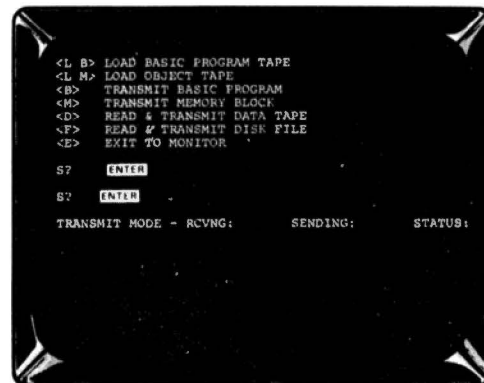 <L B> LOAD BASIC PROGRAM TAPE
<L M> LOAD OBJECT TAPE
<B> TRANSMIT BASIC PROGRAM
<M> TRANSMIT MEMORY BLOCK
<D> READ & TRANSMIT DATA TAPE
<F> READ & TRANSMIT DISK FILE
<E> EXIT TO MONITOR
S? ENTER
S? ENTER
TRANSMIT MODE - RCVNG: SENDING: STATUS: